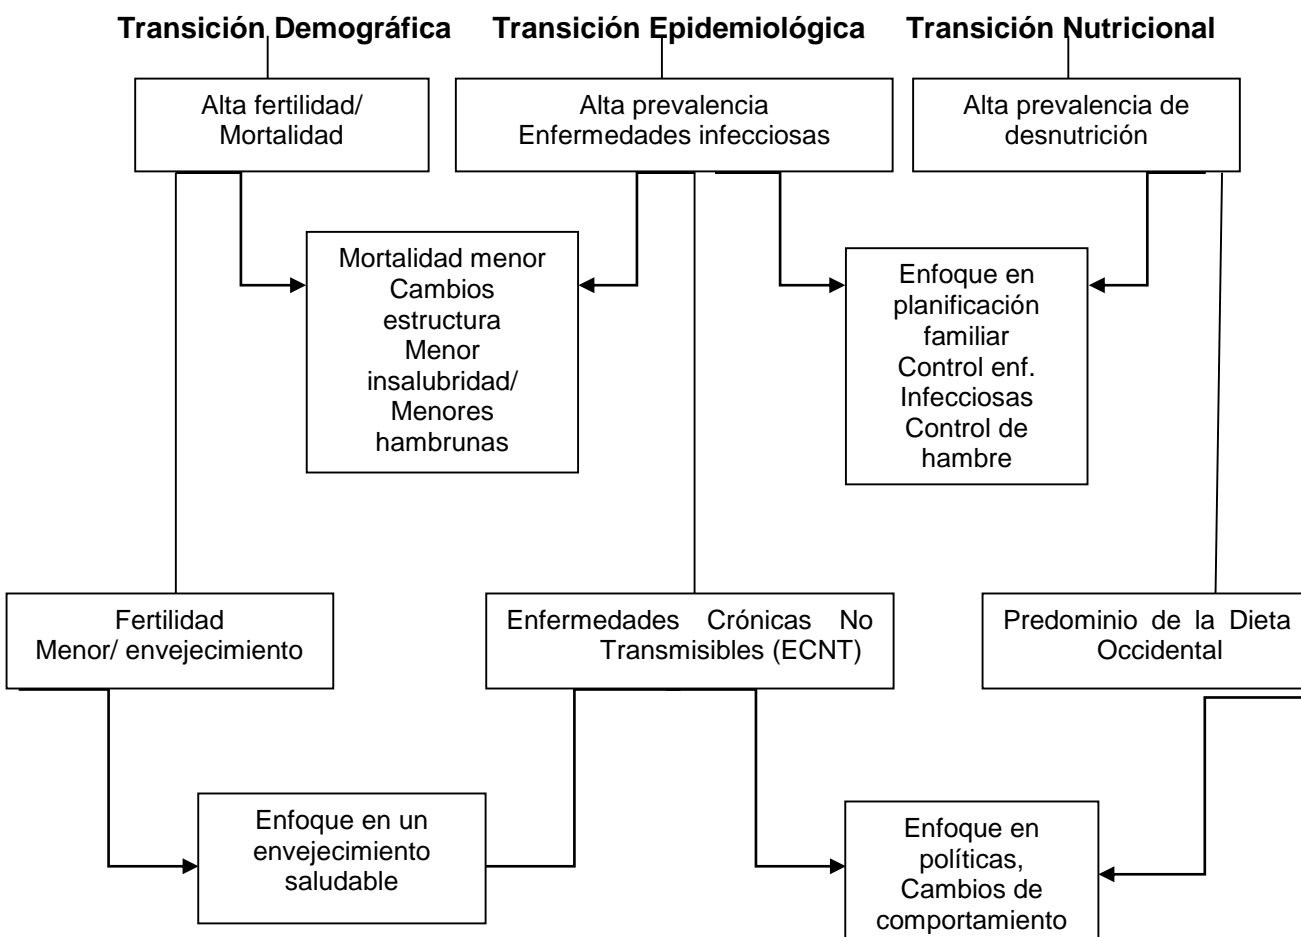 Transición Demográfica
Transición Epidemiológica
Transición Nutricional
Alta fertilidad/
Mortalidad
Alta prevalencia
Enfermedades infecciosas
Alta prevalencia de
desnutrición
Mortalidad menor
Cambios
estructura
Menor
insalubridad/
Menores
hambrunas
Enfoque en
planificación
familiar
Control enf.
Infecciosas
Control de
hambre
Fertilidad
Menor/ envejecimiento
Enfermedades Crónicas No
Transmisibles (ECNT)
Predominio de la Dieta
Occidental
Enfoque en un
envejecimiento
saludable
Enfoque en
políticas,
Cambios de
comportamiento